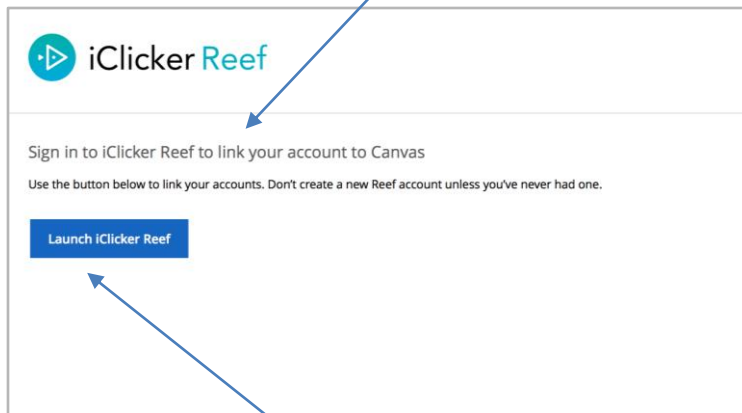 iClicker Reef
Sign in to iClicker Reef to link your account to Canvas
Use the button below to link your accounts. Don't create a new Reef account unless you've never had one.
Launch iClicker Reef